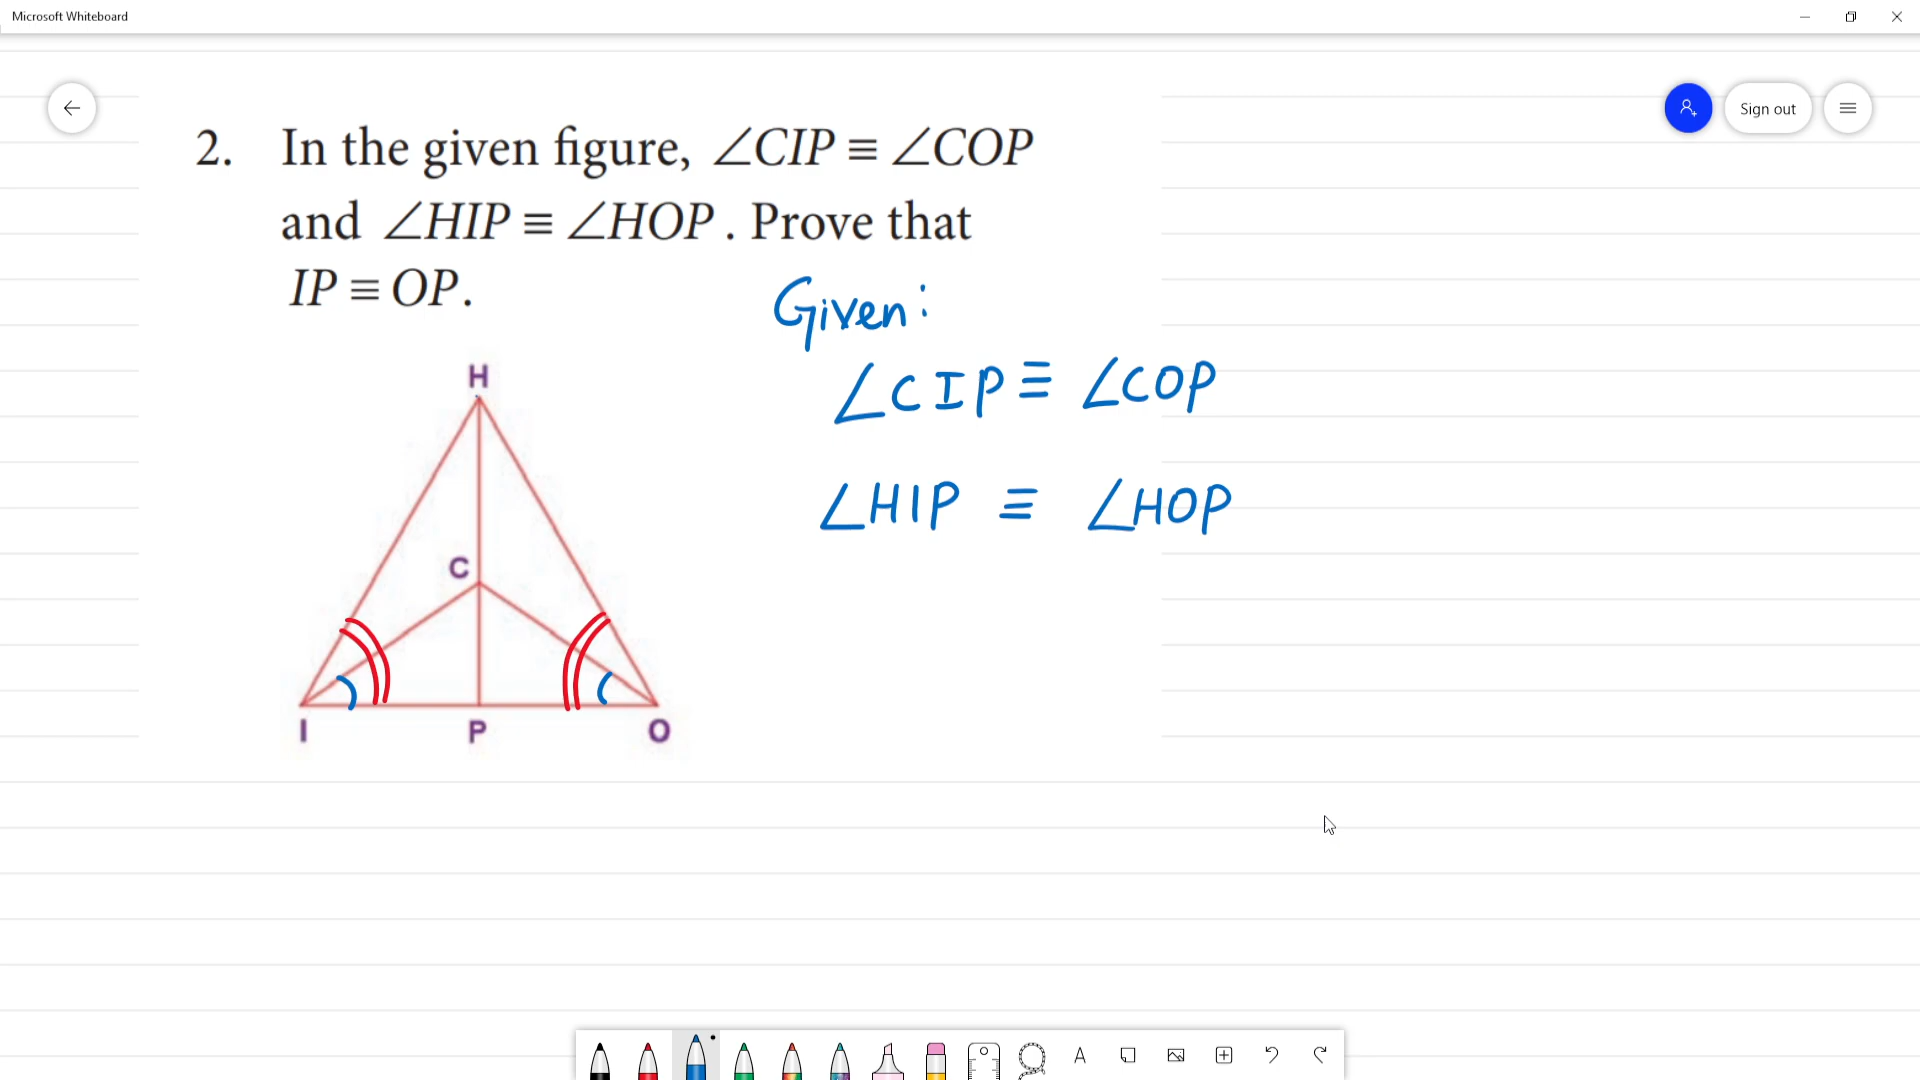 Microsoft Whiteboard
Sign out
2. In the given figure, ∠CIP ≡ ∠COP
and ∠HIP ≡ ∠HOP. Prove that
IP ≡ OP.
Given:
∠CIP ≡ ∠COP
∠HIP ≡ ∠HOP
H
C
I P O
A